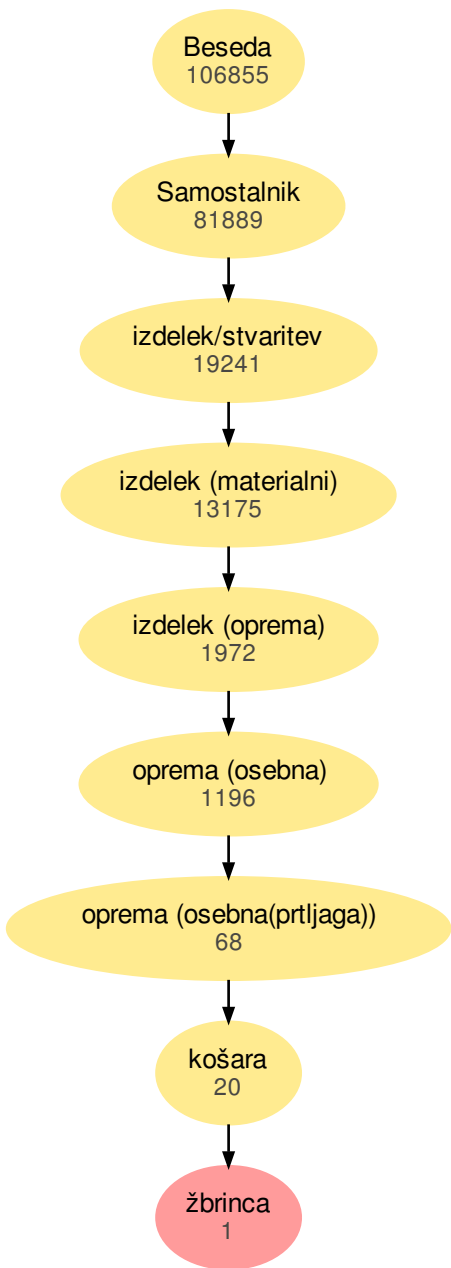 Beseda
106855
Samostalnik
81889
izdelek/stvaritev
19241
izdelek (materialni)
13175
izdelek (oprema)
1972
oprema (osebna)
1196
oprema (osebna(prtljaga))
68
košara
20
žbrinca
1